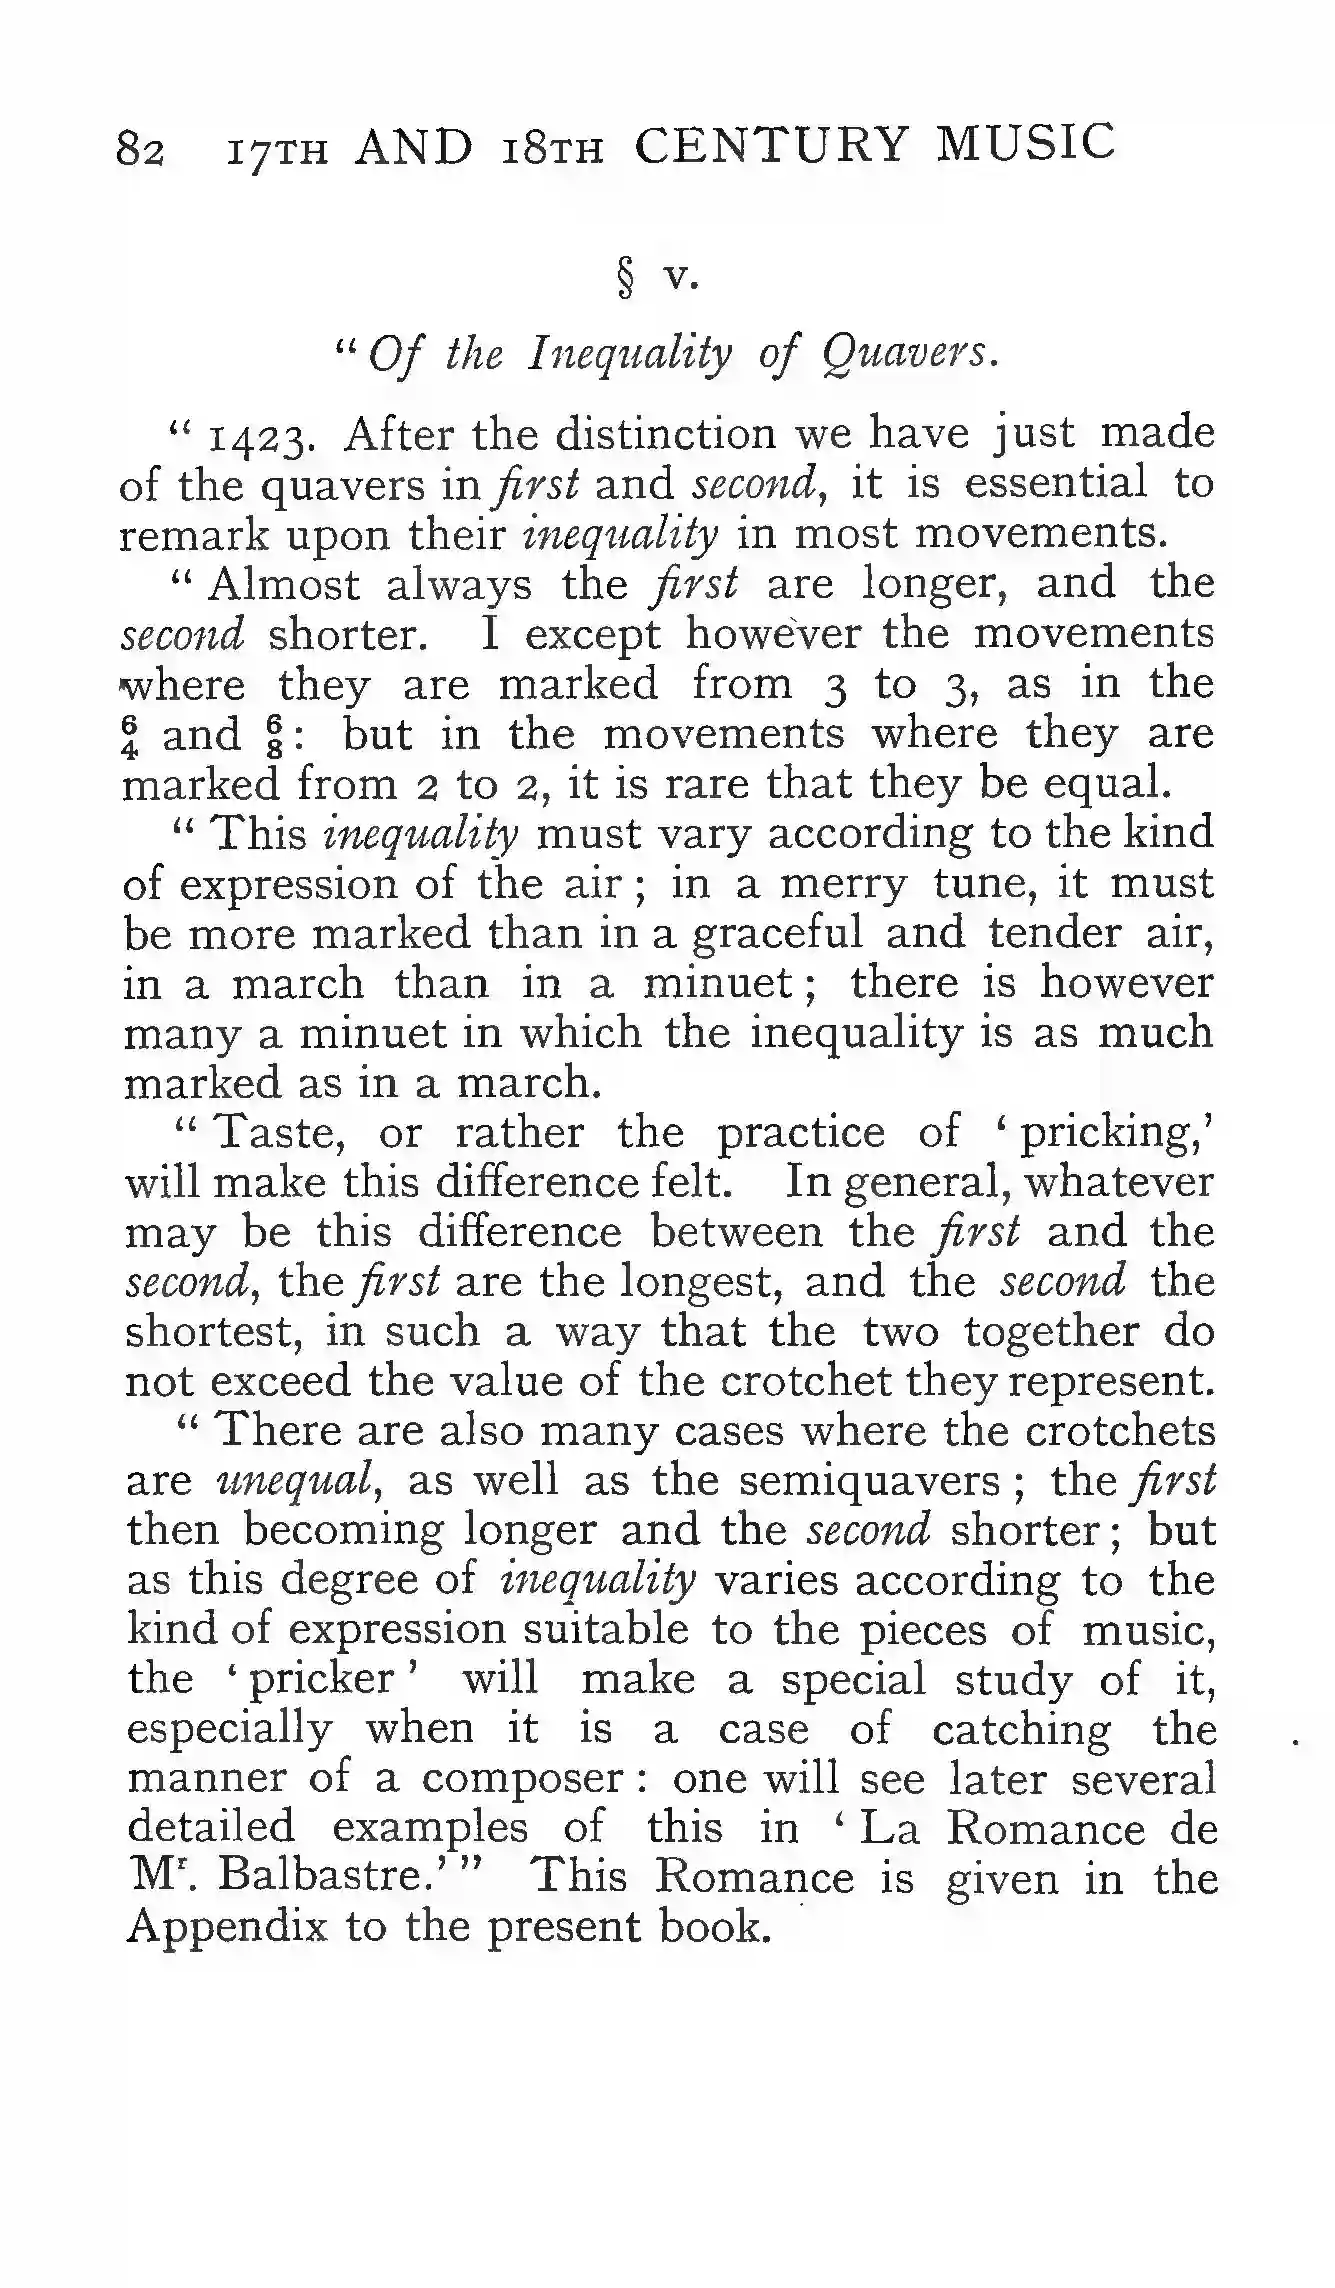 82 17TH AND 18TH CENTURY MUSIC
§ v.
“ Of the Inequality of Quavers.
“ 1423. After the distinction we have just made
of the quavers in first and second, it is essential to
remark upon their inequality in most movements.
“ Almost always the first are longer, and the
second shorter. I except however the movements
where they are marked from 3 to 3, as in the
6/4 and 6/8 : but in the movements where they are
marked from 2 to 2, it is rare that they be equal.
“ This inequality must vary according to the kind
of expression of the air ; in a merry tune, it must
be more marked than in a graceful and tender air,
in a march than in a minuet ; there is however
many a minuet in which the inequality is as much
marked as in a march.
“ Taste, or rather the practice of ‘ pricking,’
will make this difference felt. In general, whatever
may be this difference between the first and the
second, the first are the longest, and the second the
shortest, in such a way that the two together do
not exceed the value of the crotchet they represent.
“ There are also many cases where the crotchets
are unequal, as well as the semiquavers ; the first
then becoming longer and the second shorter ; but
as this degree of inequality varies according to the
kind of expression suitable to the pieces of music,
the ‘ pricker ’ will make a special study of it,
especially when it is a case of catching the
manner of a composer : one will see later several
detailed examples of this in ‘ La Romance de
Mr. Balbastre.’ ” This Romance is given in the
Appendix to the present book.